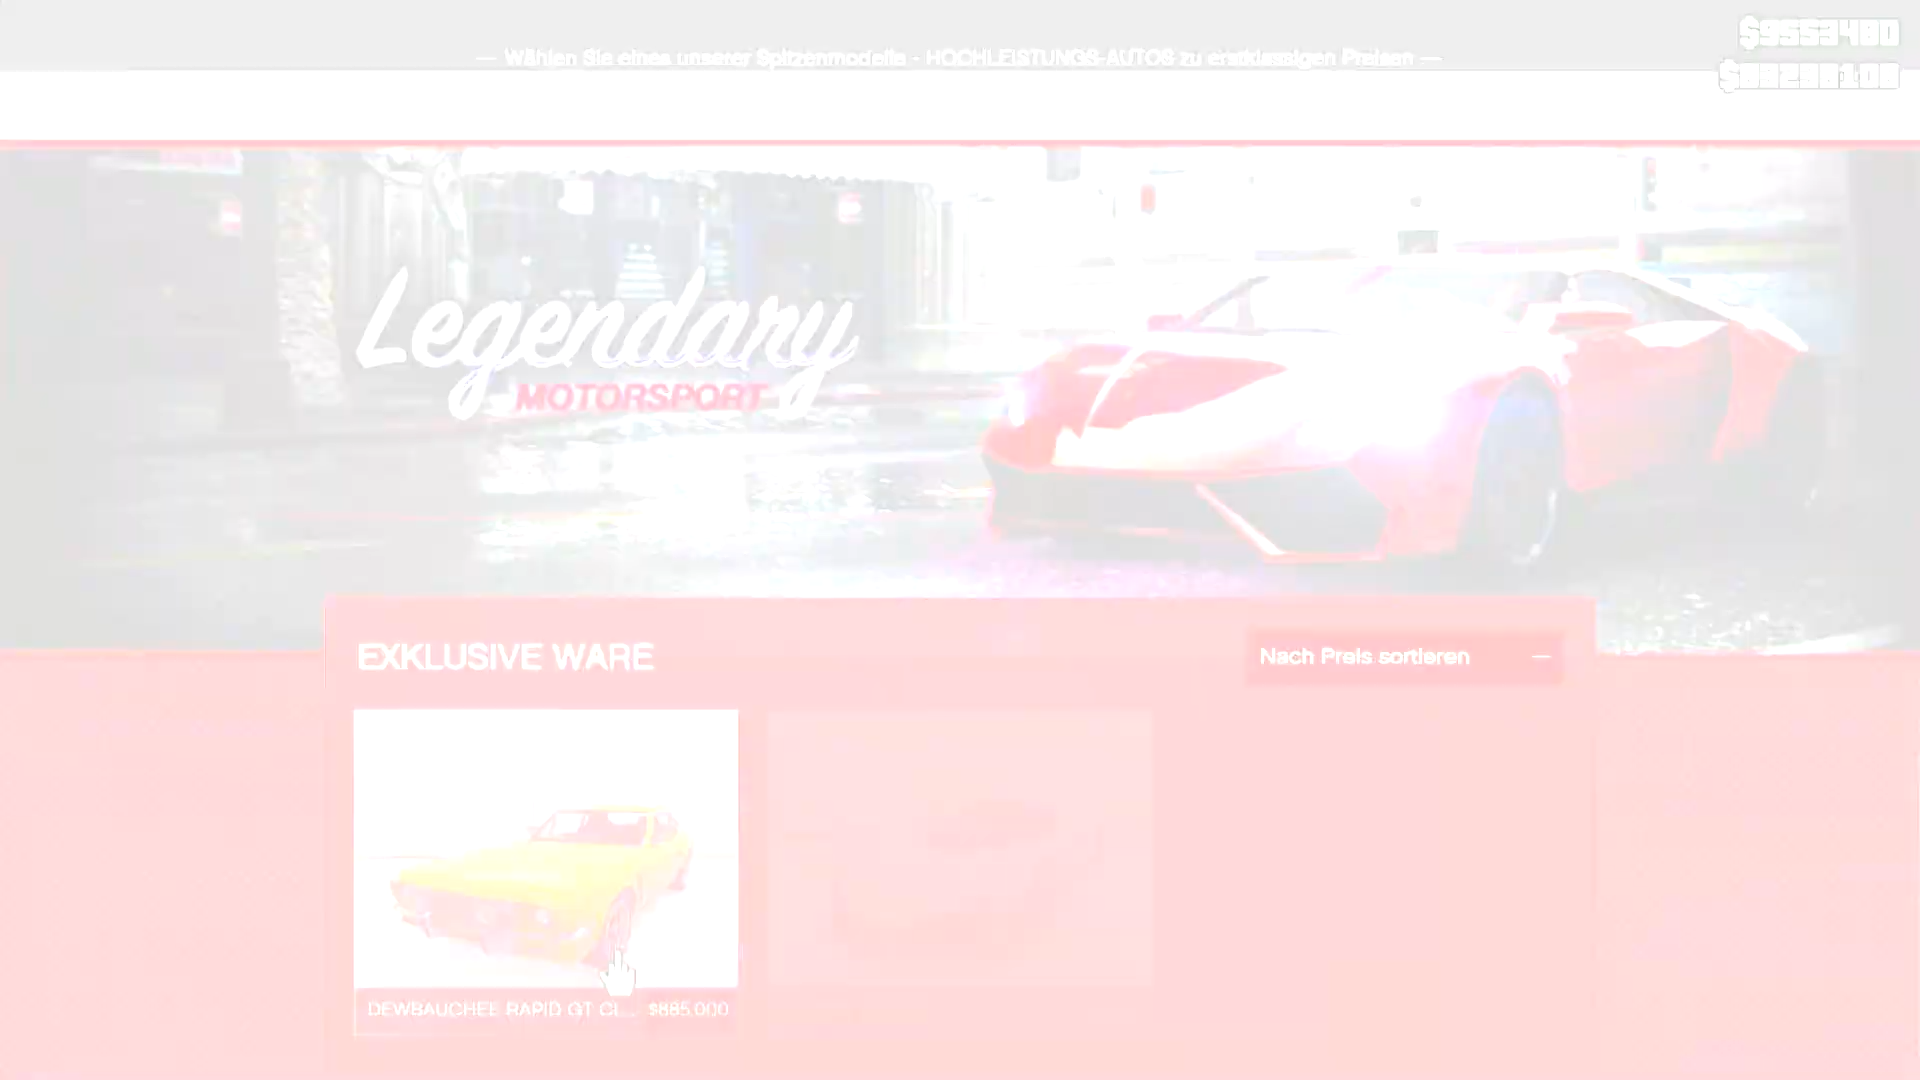 — Wählen Sie eines unserer Spitzenmodelle - HOCHLEISTUNGS-AUTOS zu erstklassigen Preisen —
Legendary
MOTORSPORT
EXKLUSIVE WARE
Nach Preis sortieren —
DEWBAUCHEE RAPID GT CL... $885.000